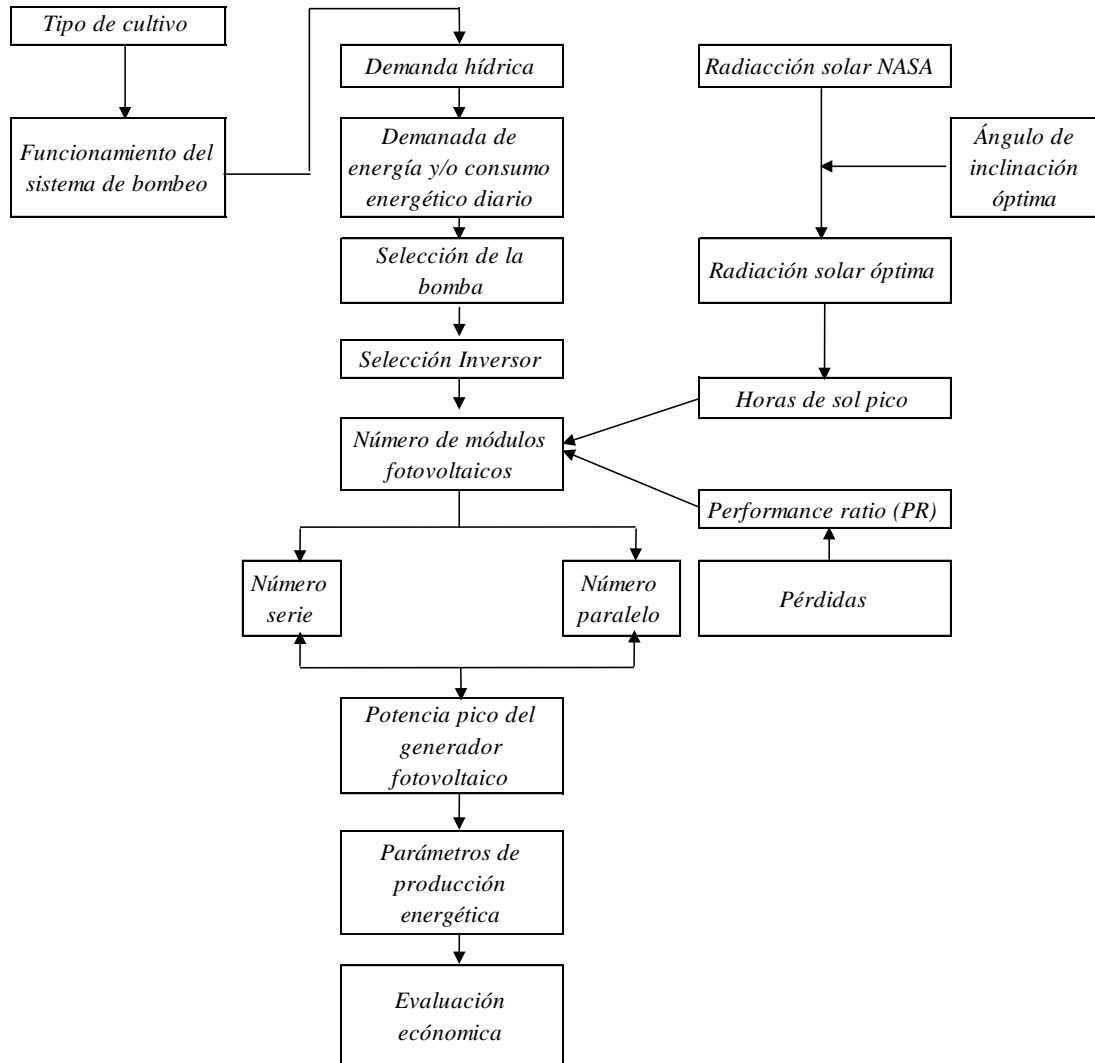 Tipo de cultivo
Funcionamiento del
sistema de bombeo
Demanda hídrica
Demanada de
energía y/o consumo
energético diario
Selección de la
bomba
Selección Inversor
Número de módulos
fotovoltaicos
Radiacción solar NASA
Ángulo de
inclinación
óptima
Radiación solar óptima
Horas de sol pico
Performance ratio (PR)
Pérdidas
Número
serie
Número
paralelo
Potencia pico del
generador
fotovoltaico
Parámetros de
producción
energética
Evaluación
ecónomica